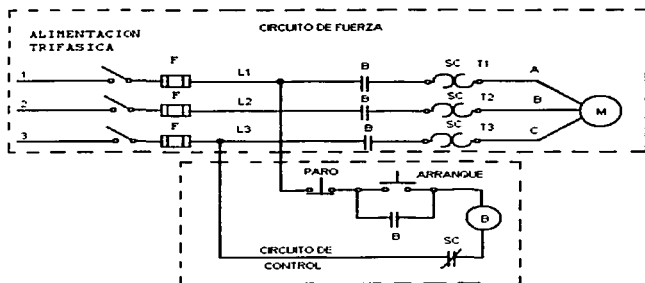 CIRCUITO DE FUERZA
ALIMENTACION
TRIFASICA
1 F L1 B SC T1 A
2 F L2 B SC T2 B M
3 F L3 B SC T3 C
PARO ARRANQUE
B
B
SC
CIRCUITO DE
CONTROL